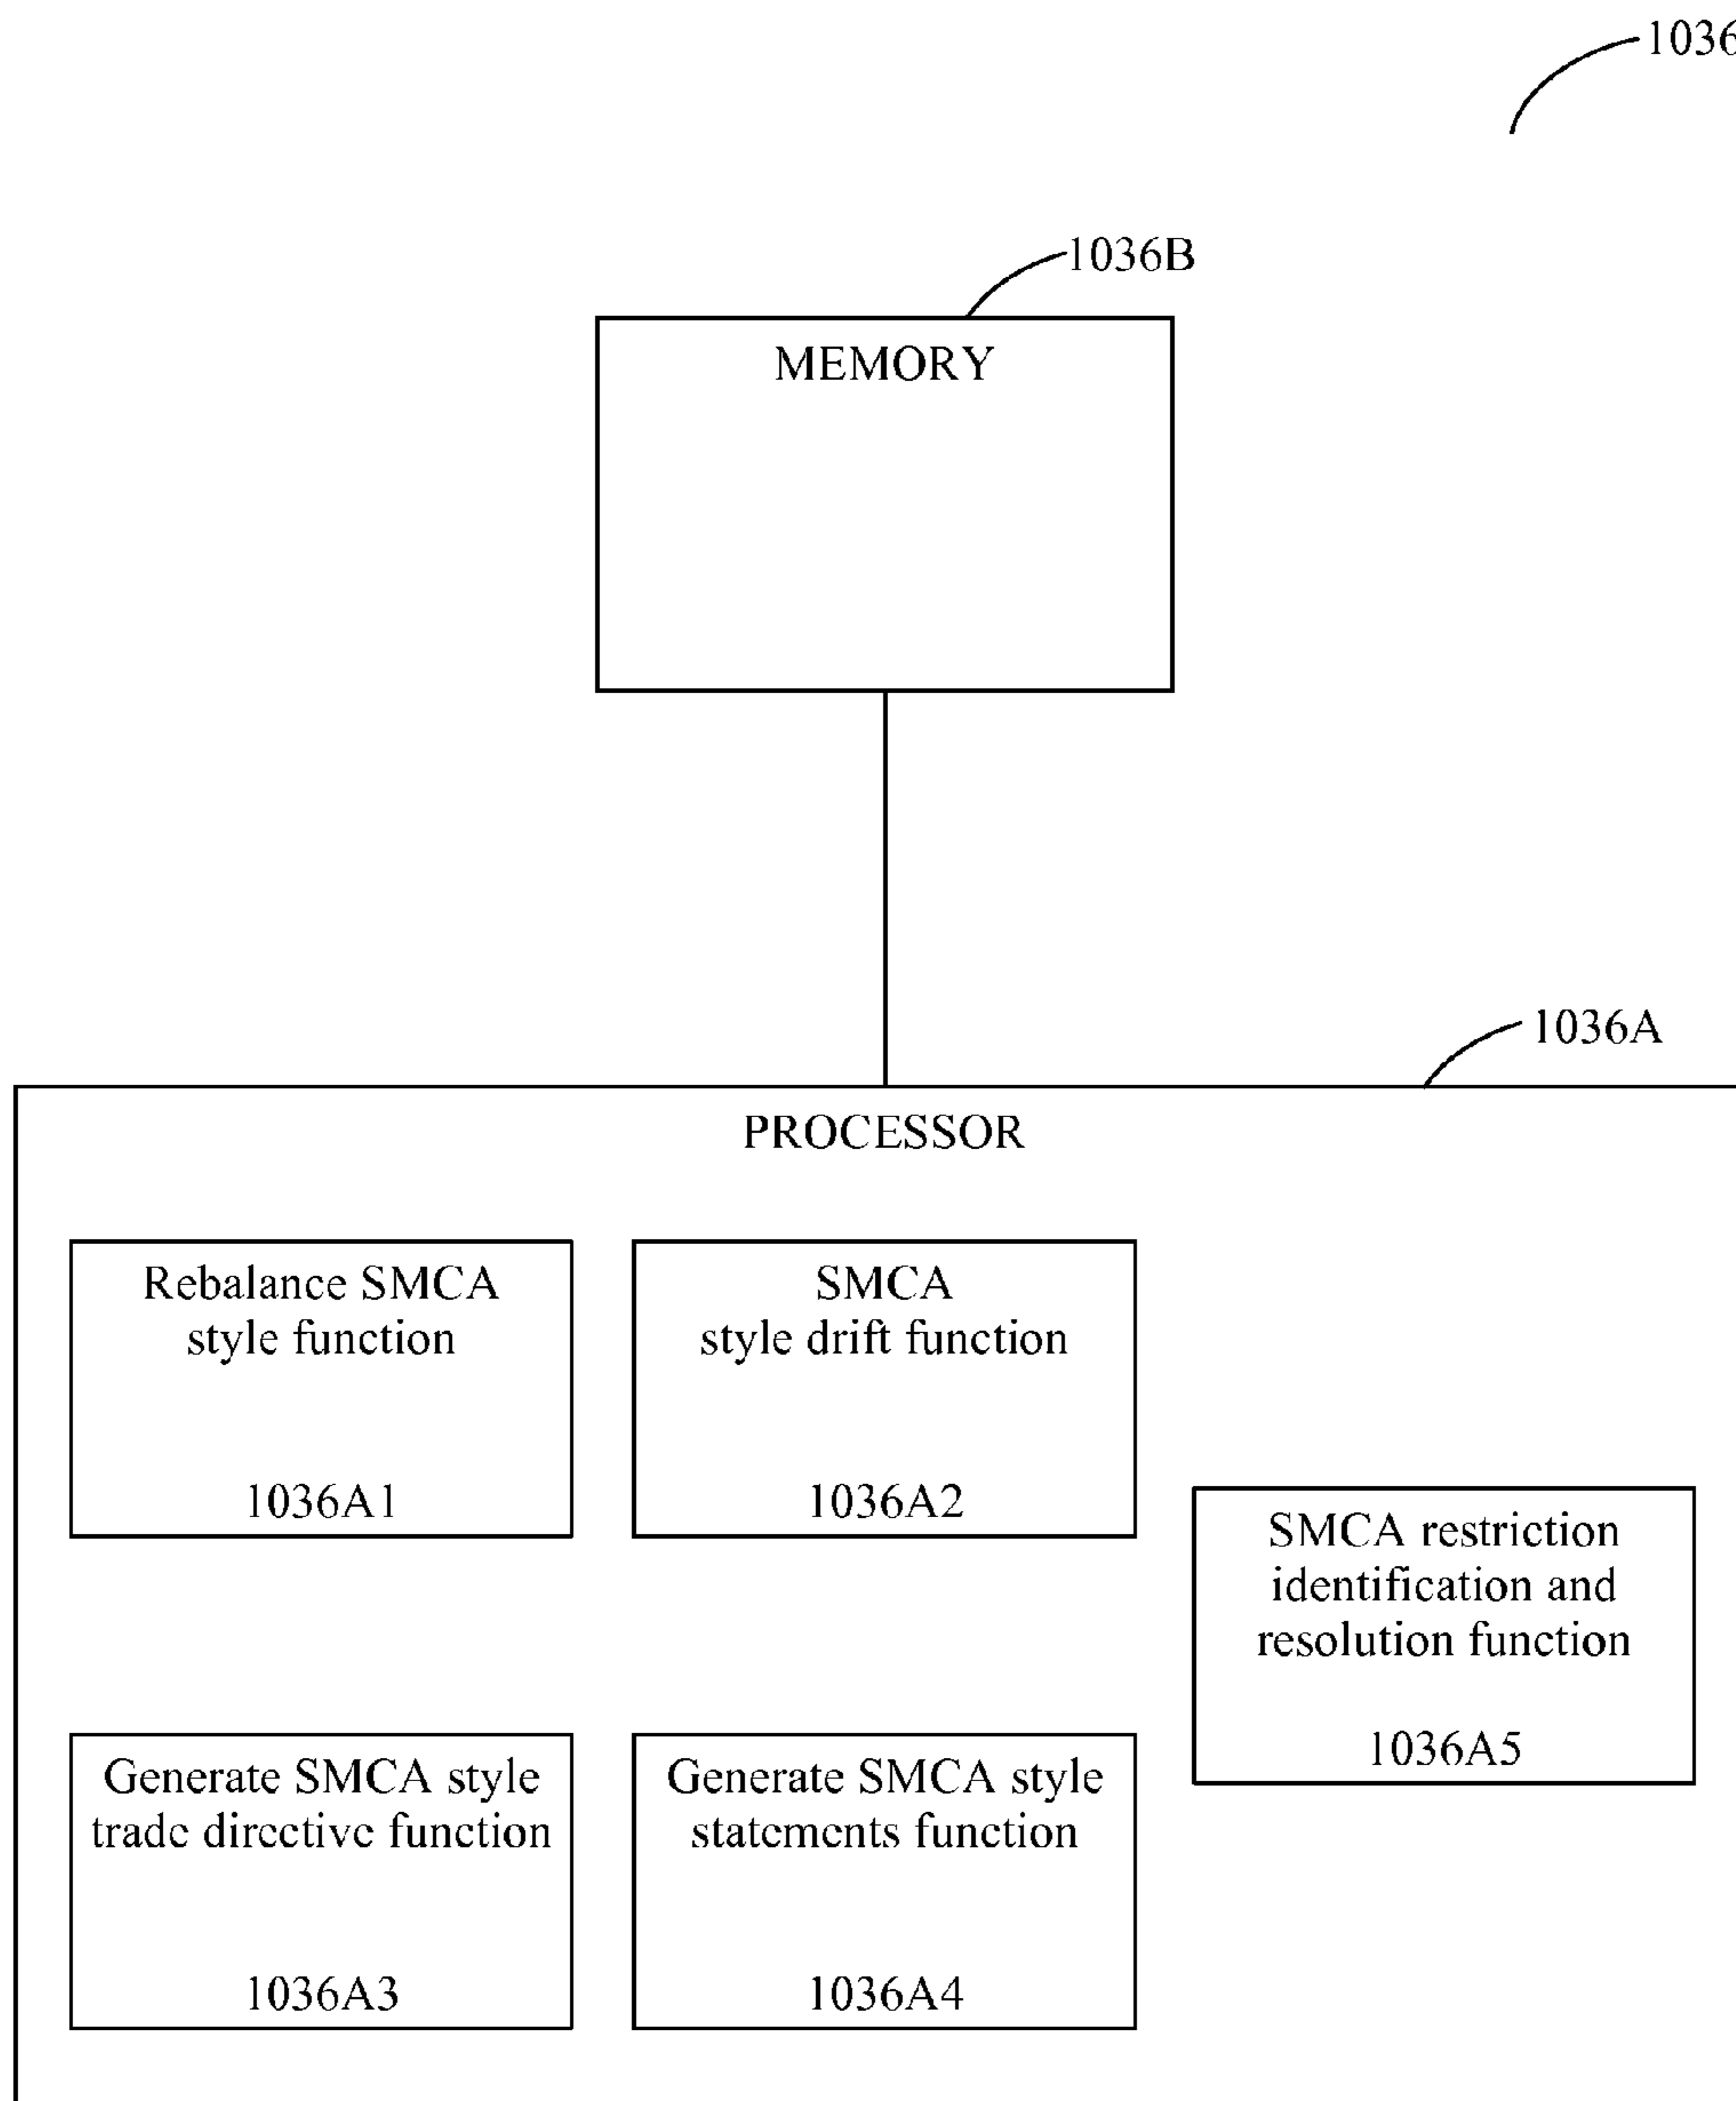 1036
1036B
MEMORY
1036A
PROCESSOR
Rebalance SMCA
style function
1036A1
SMCA
style drift function
1036A2
SMCA restriction
identification and
resolution function
1036A5
Generate SMCA style
trade directive function
1036A3
Generate SMCA style
statements function
1036A4